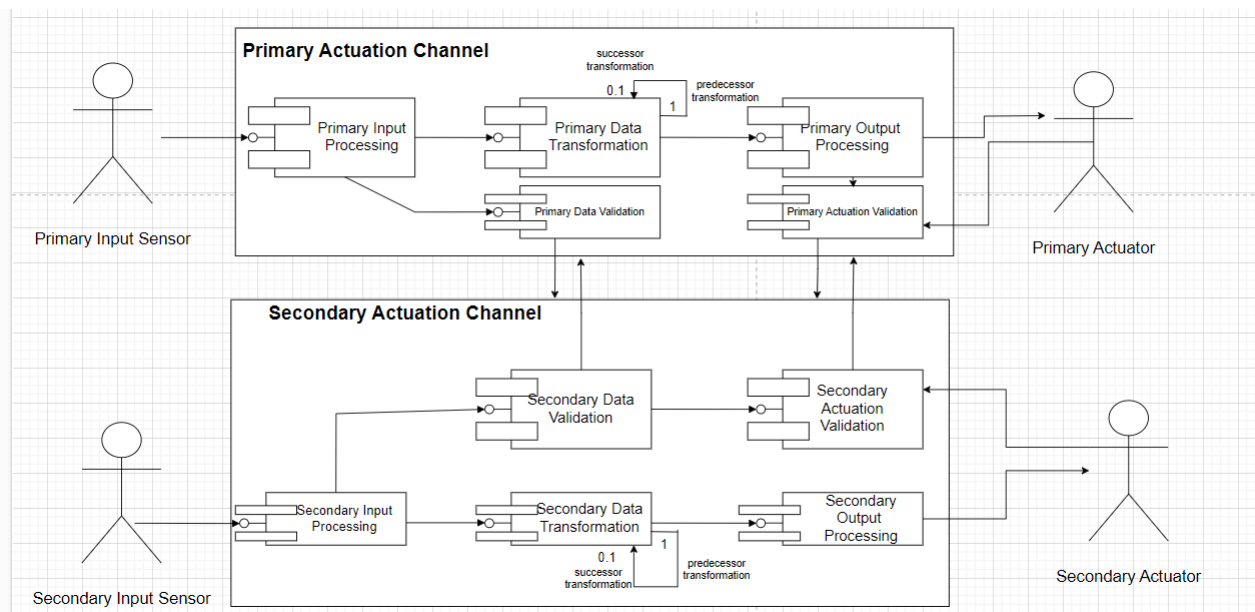 Primary Actuation Channel
successor
transformation
0.1
predecessor
transformation
1
Primary Input
Processing
Primary Data
Transformation
Primary Output
Processing
Primary Data Validation
Primary Actuation Validation
Primary Input Sensor
Primary Actuator
Secondary Actuation Channel
Secondary Data
Validation
Secondary
Actuation
Validation
Secondary Input
Processing
Secondary Data
Transformation
Secondary
Output
Processing
0.1
1
successor
transformation
predecessor
transformation
Secondary Input Sensor
Secondary Actuator